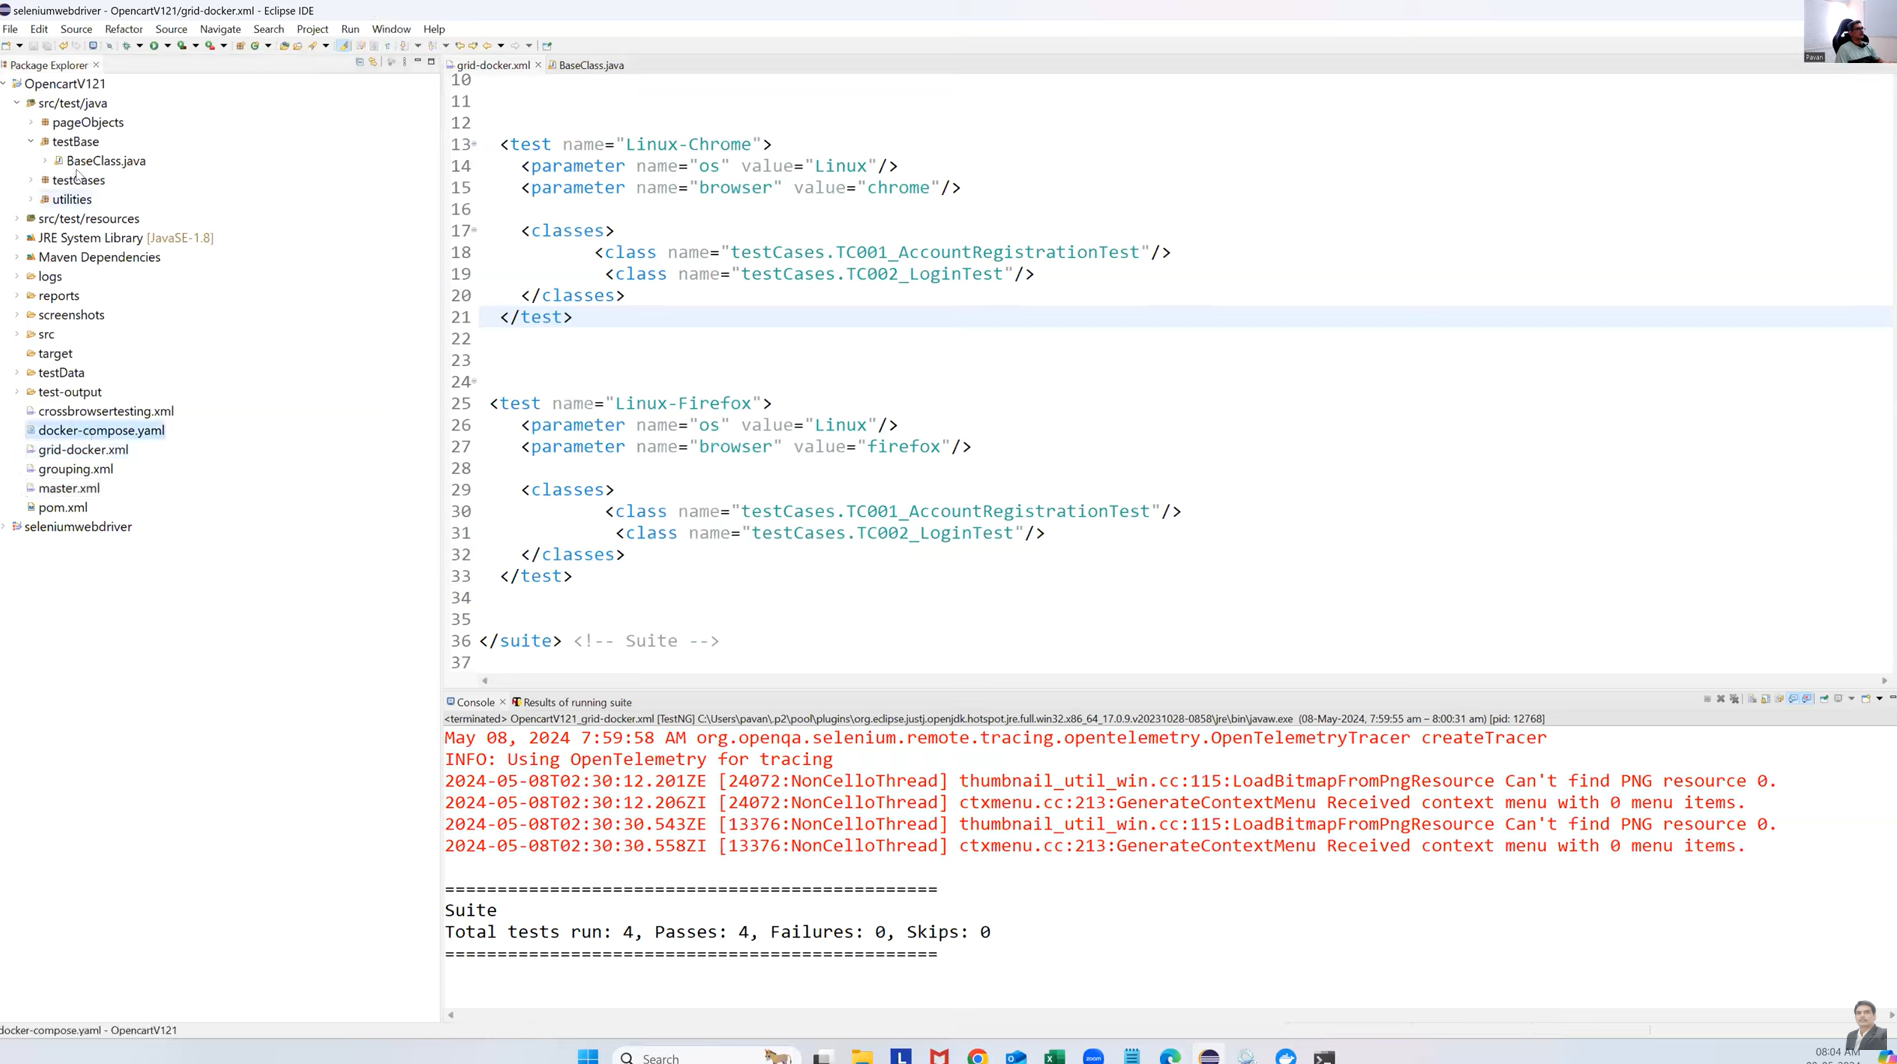 seleniumwebdriver - OpencartV121/grid-docker.xml - Eclipse IDE
File Edit Source Refactor Source Navigate Search Project Run Window Help
Pavan
Package Explorer ×
OpencartV121
src/test/java
pageObjects
testBase
BaseClass.java
testCases
utilities
src/test/resources
JRE System Library [JavaSE-1.8]
Maven Dependencies
logs
reports
screenshots
src
target
testData
test-output
crossbrowsertesting.xml
docker-compose.yaml
grid-docker.xml
grouping.xml
master.xml
pom.xml
seleniumwebdriver
grid-docker.xml × BaseClass.java
10
11
12
13 <test name="Linux-Chrome">
14 <parameter name="os" value="Linux"/>
15 <parameter name="browser" value="chrome"/>
16
17 <classes>
18 <class name="testCases.TC001_AccountRegistrationTest"/>
19 <class name="testCases.TC002_LoginTest"/>
20 </classes>
21 </test>
22
23
24
25 <test name="Linux-Firefox">
26 <parameter name="os" value="Linux"/>
27 <parameter name="browser" value="firefox"/>
28
29 <classes>
30 <class name="testCases.TC001_AccountRegistrationTest"/>
31 <class name="testCases.TC002_LoginTest"/>
32 </classes>
33 </test>
34
35
36 </suite> <!-- Suite -->
37
Console × Results of running suite
<terminated> OpencartV121_grid-docker.xml [TestNG] C:\Users\pavan\.p2\pool\plugins\org.eclipse.justj.openjdk.hotspot.jre.full.win32.x86_64_17.0.9.v20231028-0858\jre\bin\javaw.exe (08-May-2024, 7:59:55 am – 8:00:31 am) [pid: 12768]
May 08, 2024 7:59:58 AM org.openqa.selenium.remote.tracing.opentelemetry.OpenTelemetryTracer createTracer
INFO: Using OpenTelemetry for tracing
2024-05-08T02:30:12.201ZE [24072:NonCelloThread] thumbnail_util_win.cc:115:LoadBitmapFromPngResource Can't find PNG resource 0.
2024-05-08T02:30:12.206ZI [24072:NonCelloThread] ctxmenu.cc:213:GenerateContextMenu Received context menu with 0 menu items.
2024-05-08T02:30:30.543ZE [13376:NonCelloThread] thumbnail_util_win.cc:115:LoadBitmapFromPngResource Can't find PNG resource 0.
2024-05-08T02:30:30.558ZI [13376:NonCelloThread] ctxmenu.cc:213:GenerateContextMenu Received context menu with 0 menu items.
===============================================
Suite
Total tests run: 4, Passes: 4, Failures: 0, Skips: 0
===============================================
docker-compose.yaml - OpencartV121
Search
08:04 AM